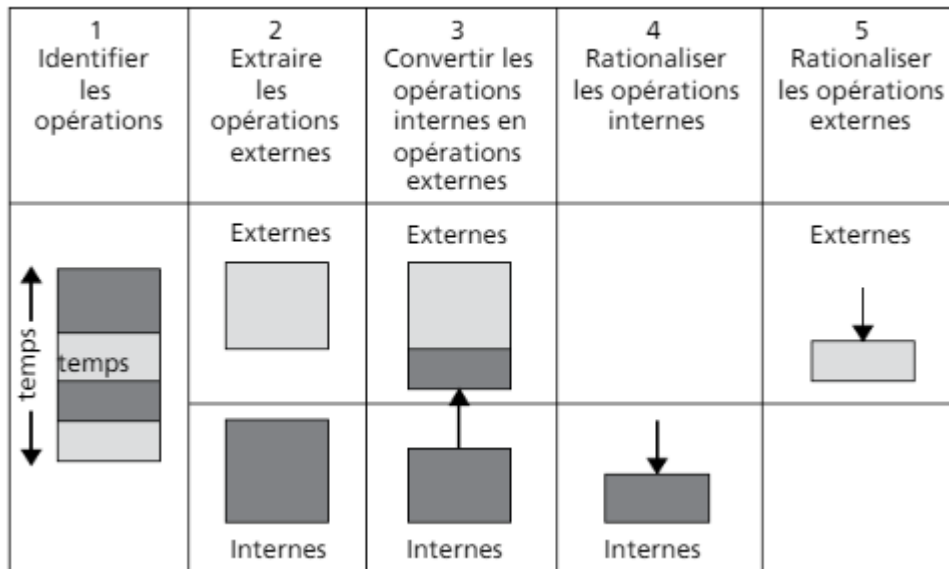 1
Identifier
les
opérations
2
Extraire
les
opérations
externes
3
Convertir les
opérations
internes en
opérations
externes
4
Rationaliser
les opérations
internes
5
Rationaliser
les opérations
externes
temps
temps
Externes
Internes
Externes
Internes
Internes
Externes